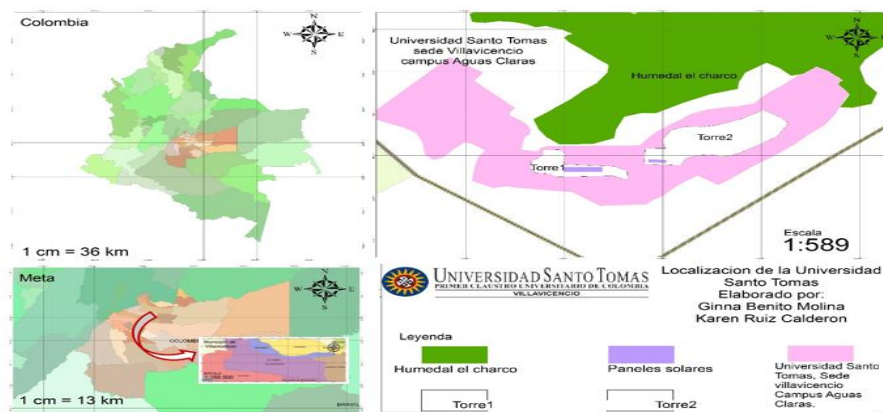 Colombia
N
W E
S
1 cm = 36 km
Universidad Santo Tomas
sede Villavicencio
campus Aguas Claras
N
W E
S
Humedal el charco
Torre2
Torre1
Escala
1:589
Meta
N
W E
S
1 cm = 13 km
UNIVERSIDAD SANTO TOMAS
PRIMER CLAUSTRO UNIVERSITARIO DE COLOMBIA
VILLAVICENCIO
Localizacion de la Universidad
Santo Tomas
Elaborado por:
Ginna Benito Molina
Karen Ruiz Calderon
Leyenda
Humedal el charco
Paneles solares
Universidad Santo
Tomas, Sede
villavicencio
Campus Aguas
Claras.
Torre1
Torre2